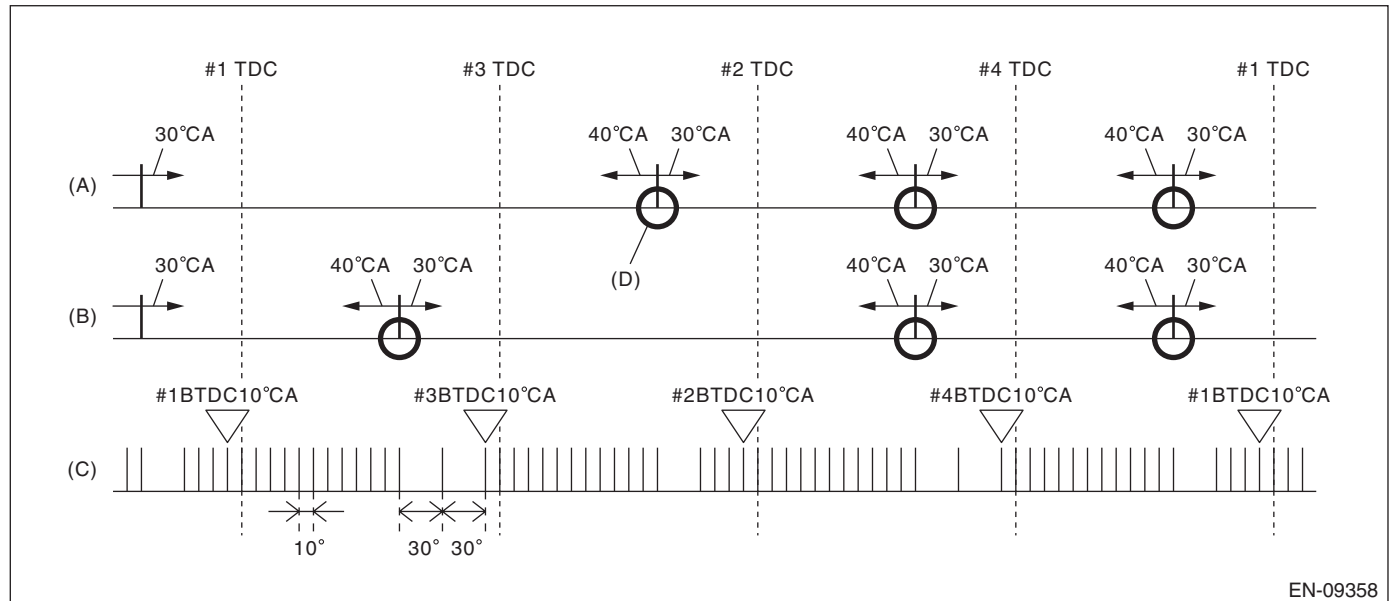 #1 TDC #3 TDC #2 TDC #4 TDC #1 TDC
30°CA 40°CA 30°CA 40°CA 30°CA 40°CA 30°CA
(A)
(D)
30°CA 40°CA 30°CA 40°CA 30°CA 40°CA 30°CA
(B)
#1BTDC10°CA #3BTDC10°CA #2BTDC10°CA #4BTDC10°CA #1BTDC10°CA
(C)
10° 30° 30°
EN-09358